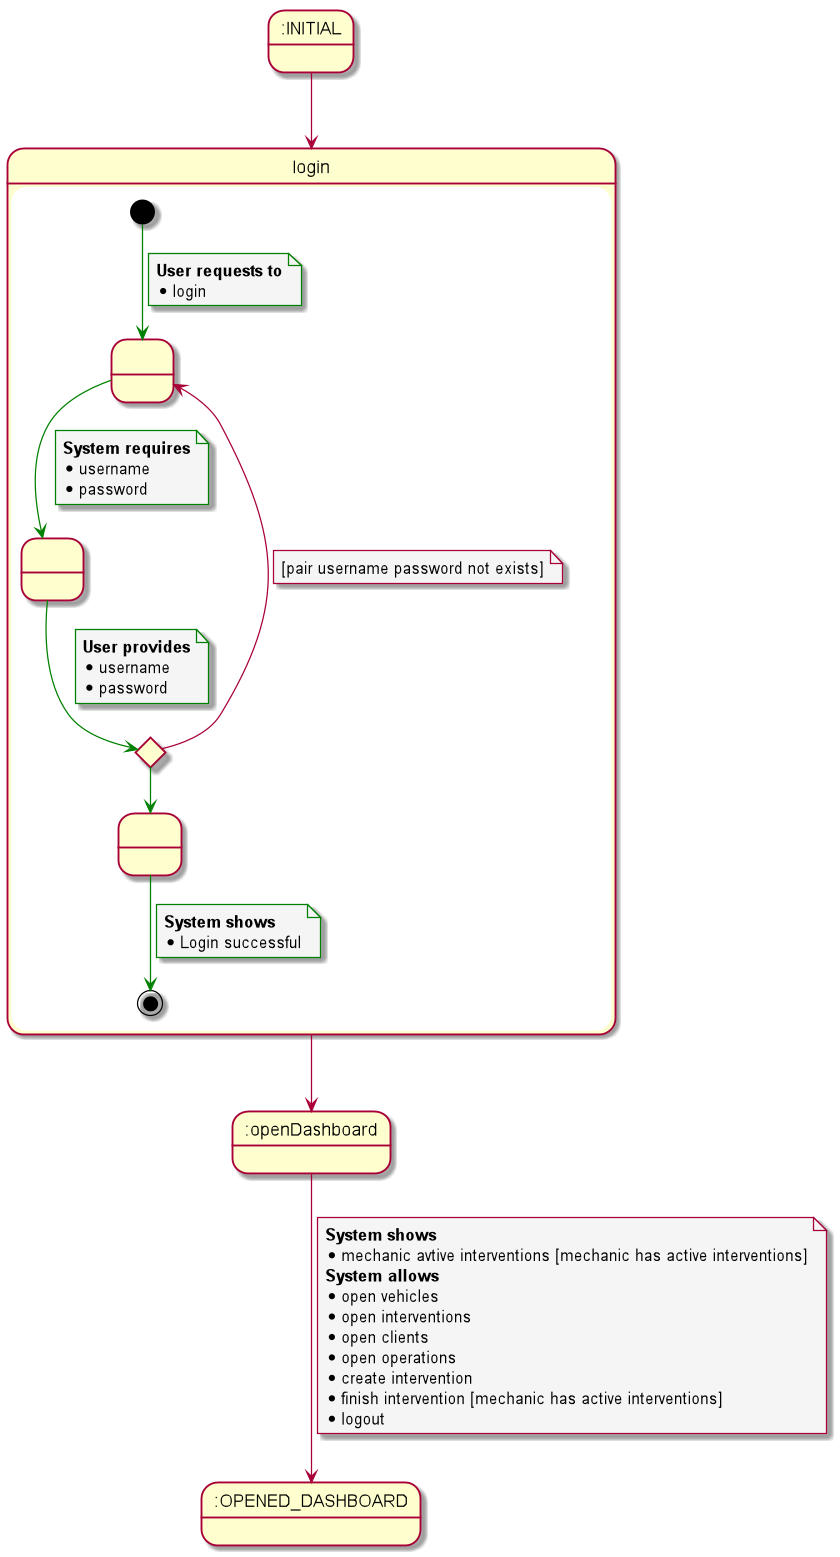 :INITIAL
login
User requests to
• login
System requires
• username
• password
[pair username password not exists]
User provides
• username
• password
System shows
• Login successful
:openDashboard
System shows
• mechanic avtive interventions [mechanic has active interventions]
System allows
• open vehicles
• open interventions
• open clients
• open operations
• create intervention
• finish intervention [mechanic has active interventions]
• logout
:OPENED_DASHBOARD